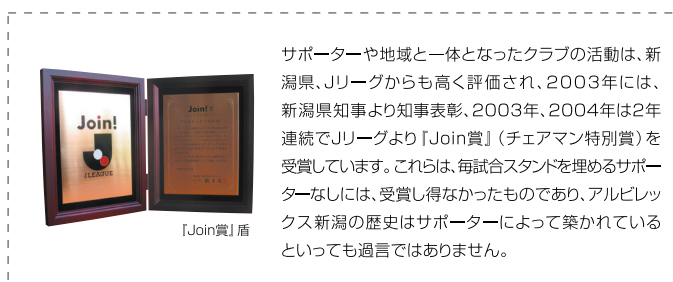 サポーターや地域と一体となったクラブの活動は、新
潟県、Jリーグからも高く評価され、2003年には、
新潟県知事より知事表彰、2003年、2004年は2年
連続でJリーグより『Join賞』（チェアマン特別賞）を
受賞しています。これらは、毎試合スタンドを埋めるサポー
ターなしには、受賞し得なかったものであり、アルビレッ
クス新潟の歴史はサポーターによって築かれている
といっても過言ではありません。
Join!
J.LEAGUE
Join!
『Join賞』盾